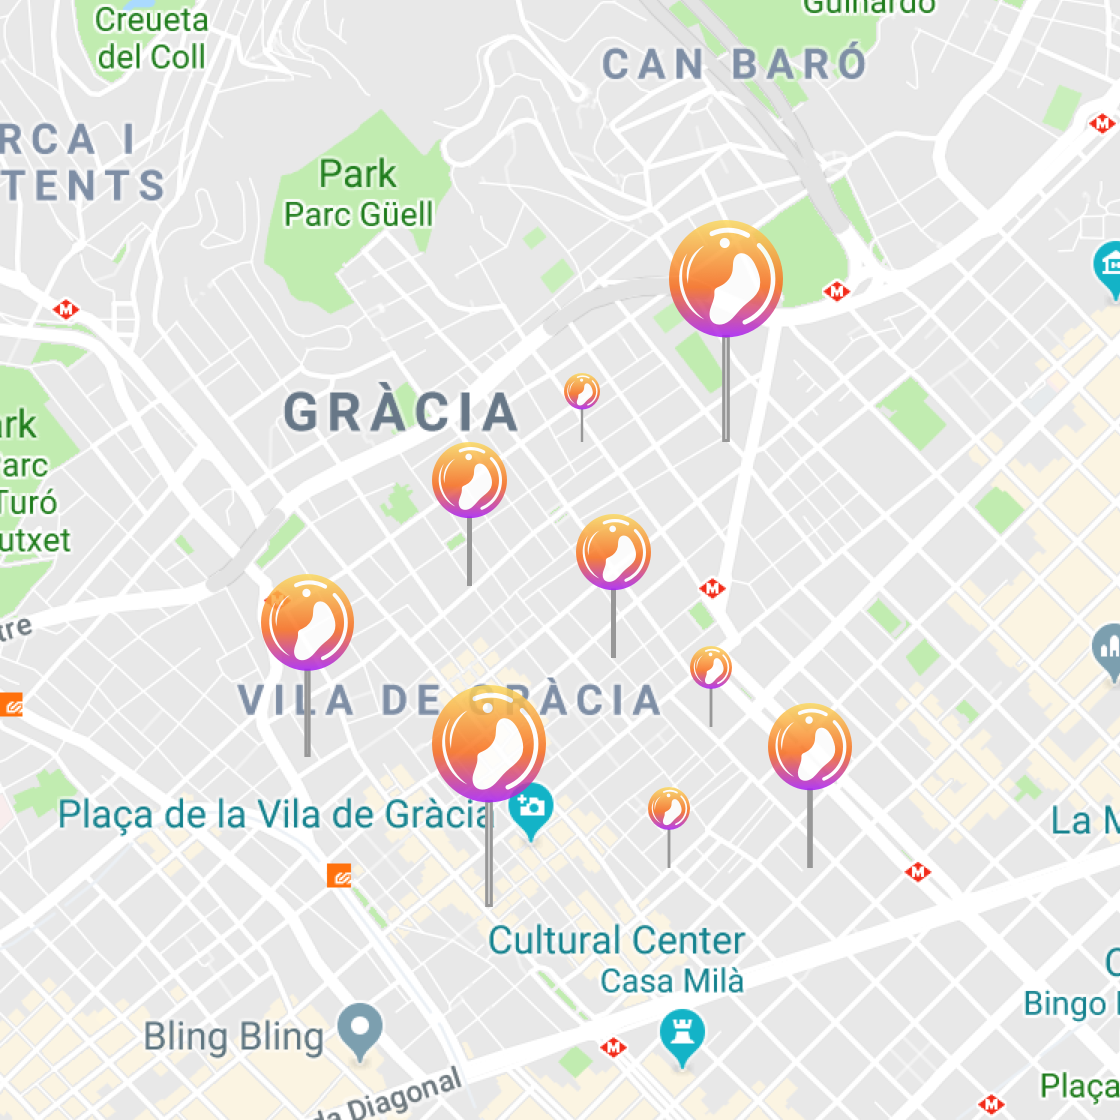 Creueta
del Coll
Guinardó
CAN BARÓ
RCA I
TENTS
Park
Parc Güell
M
M
M
GRÀCIA
ark
arc
Turó
utxet
M
tre
VILA DE GRÀCIA
Plaça de la Vila de Gràcia
La M
M
Cultural Center
Casa Milà
C
Bingo
Bling Bling
M
da Diagonal
Plaça
M